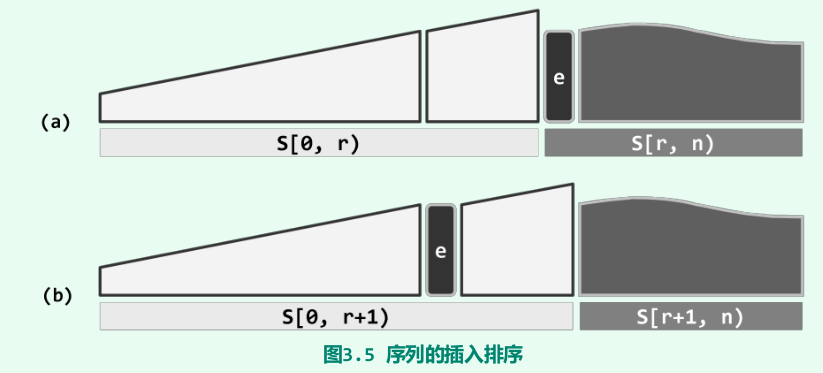 (a)
e
S[0, r)
S[r, n)
(b)
e
S[0, r+1)
S[r+1, n)
图3.5 序列的插入排序